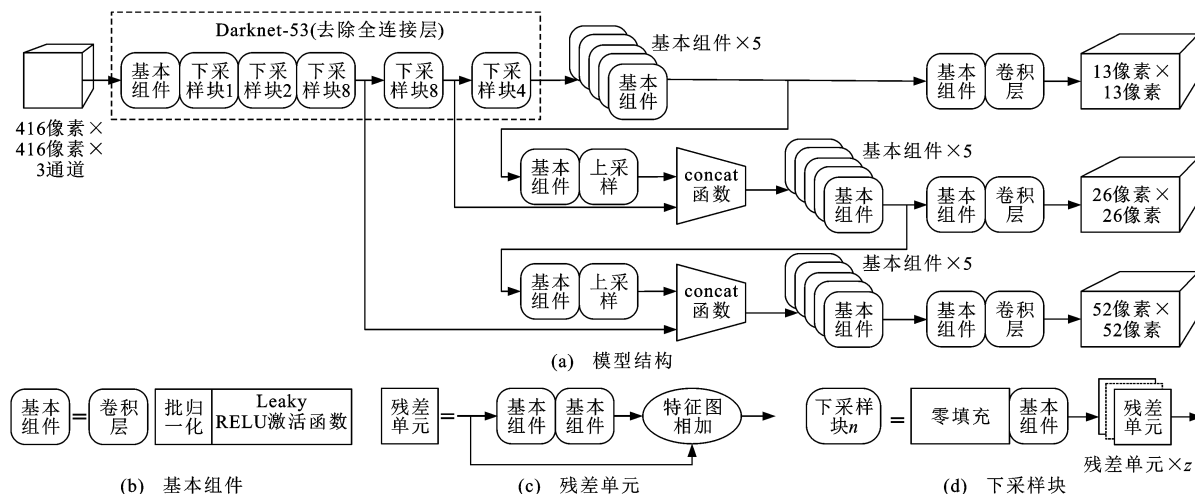 Darknet-53(去除全连接层)
416像素×
416像素×
3通道
基本
组件
下采
样块1
下采
样块2
下采
样块8
下采
样块8
下采
样块4
基本组件×5
基本
组件
基本
组件
卷积
层
13像素×
13像素
基本
组件
上采
样
concat
函数
基本组件×5
基本
组件
基本
组件
卷积
层
26像素×
26像素
基本
组件
上采
样
concat
函数
基本组件×5
基本
组件
基本
组件
卷积
层
52像素×
52像素
(a) 模型结构
基本
组件
=
卷积
层
批归
一化
Leaky
RELU激活函数
(b) 基本组件
残差
单元
=
基本
组件
基本
组件
特征图
相加
(c) 残差单元
下采样
块n
=
零填充
基本
组件
残差
单元
残差单元×z
(d) 下采样块